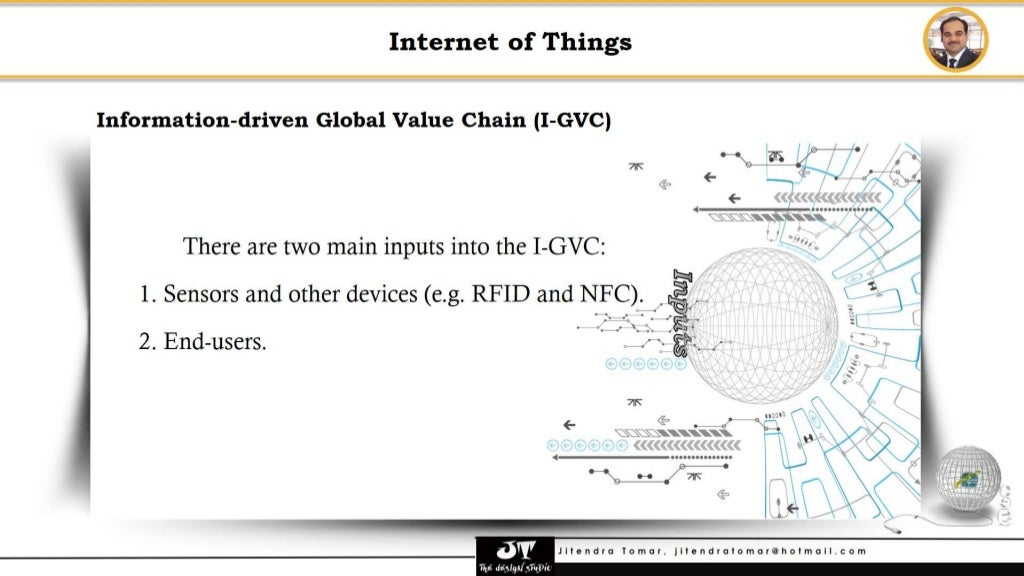 Internet of Things
Information-driven Global Value Chain (I-GVC)
There are two main inputs into the I-GVC:
1. Sensors and other devices (e.g. RFID and NFC).
2. End-users.
Inputs
JT
The design studio
Jitendra Tomar, jitendratomar@hotmail.com